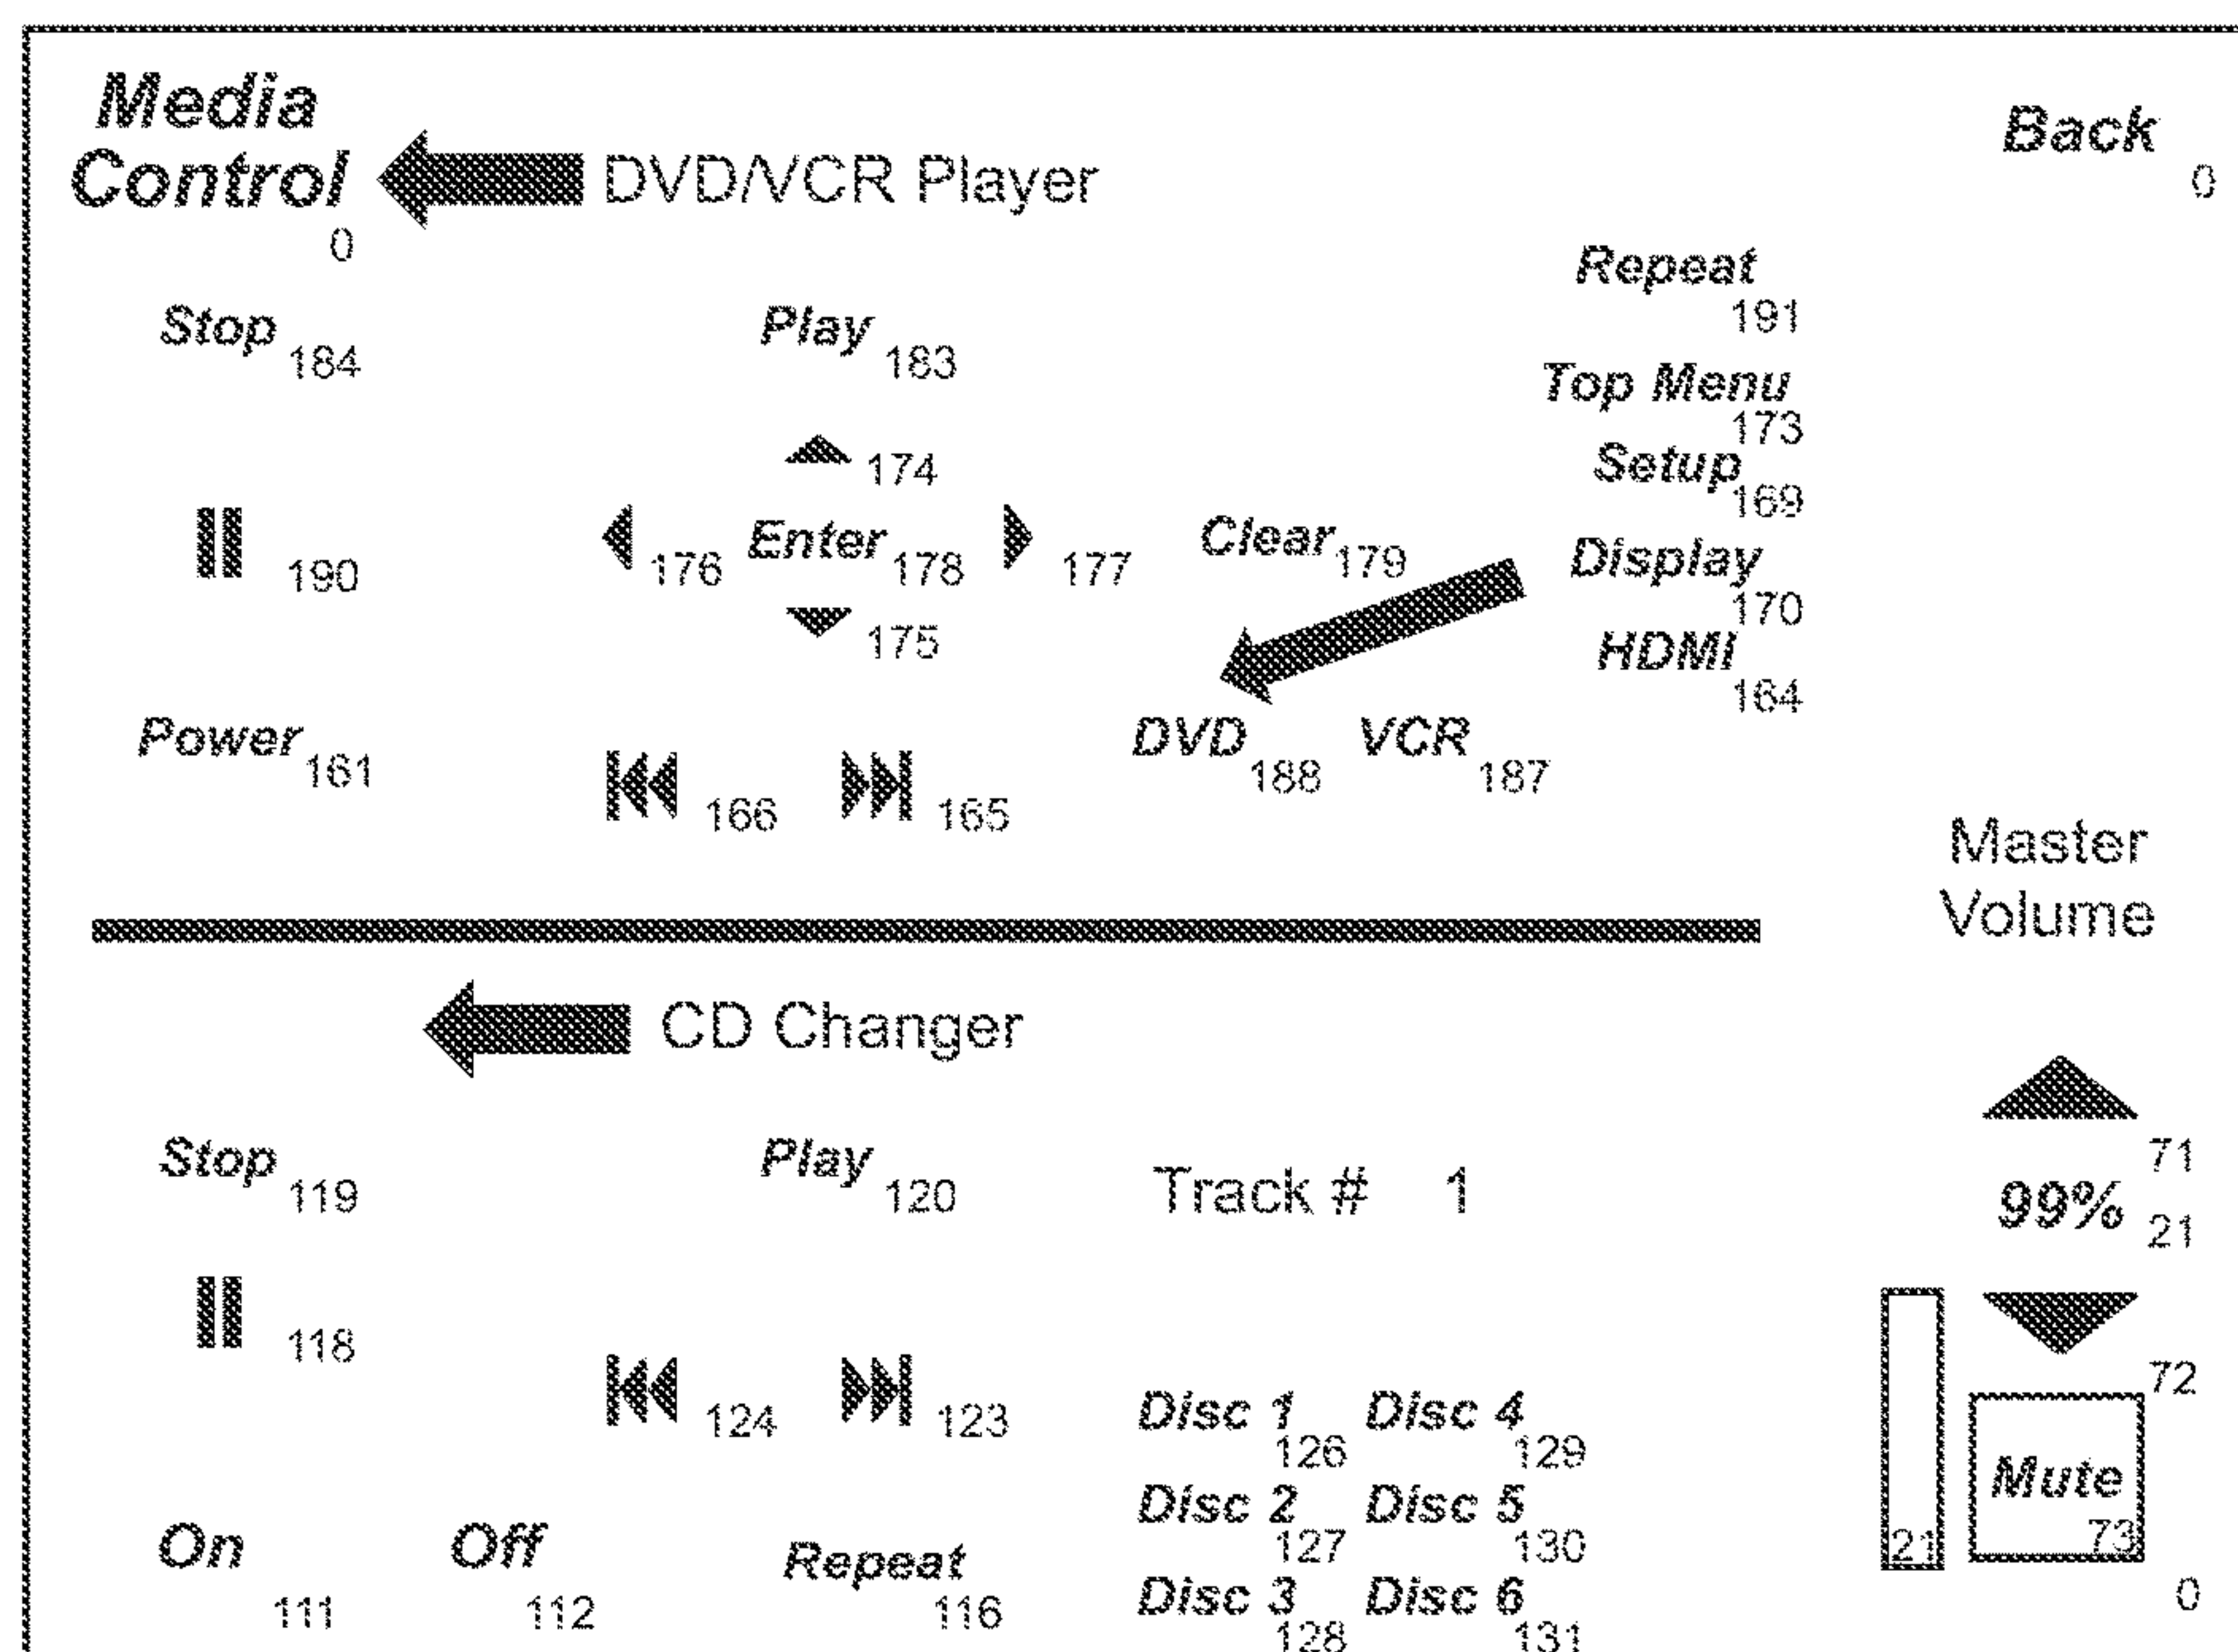 Media
Control
0
DVD/VCR Player
Back
0
Repeat
191
Stop 184
Play 183
Top Menu
173
174
Setup
169
190
176
Enter 178
177
Clear 179
Display
170
175
HDMI
164
Power 161
166
165
DVD 188
VCR 187
Master
Volume
CD Changer
Stop 119
Play 120
Track # 1
71
99% 21
118
72
124
123
Disc 1
126
Disc 4
129
Mute
73
21
Disc 2
127
Disc 5
130
On
111
Off
112
Repeat
116
Disc 3
128
Disc 6
131
0